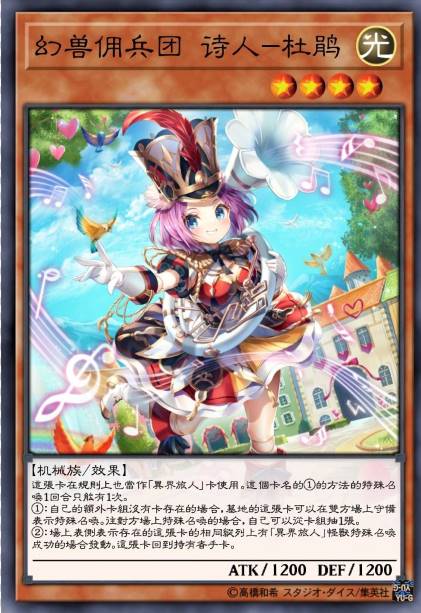 幻兽佣兵团 诗人-杜鹃
光
【机械族/效果】
這張卡在規則上也當作「異界旅人」卡使用。這個卡名的①的方法的特殊召
喚1回合只能有1次。
①：自己的額外卡組沒有卡存在的場合，墓地的這張卡可以在雙方場上守備
表示特殊召喚。這對方場上特殊召喚的場合，自己可以從卡組抽1張。
②：場上表側表示存在的這張卡的相同縱列上有「異界旅人」怪獸特殊召喚
成功的場合發動。這張卡回到持有者手卡。
ATK/1200 DEF/1200
©高橋和希 スタジオ・ダイス/集英社